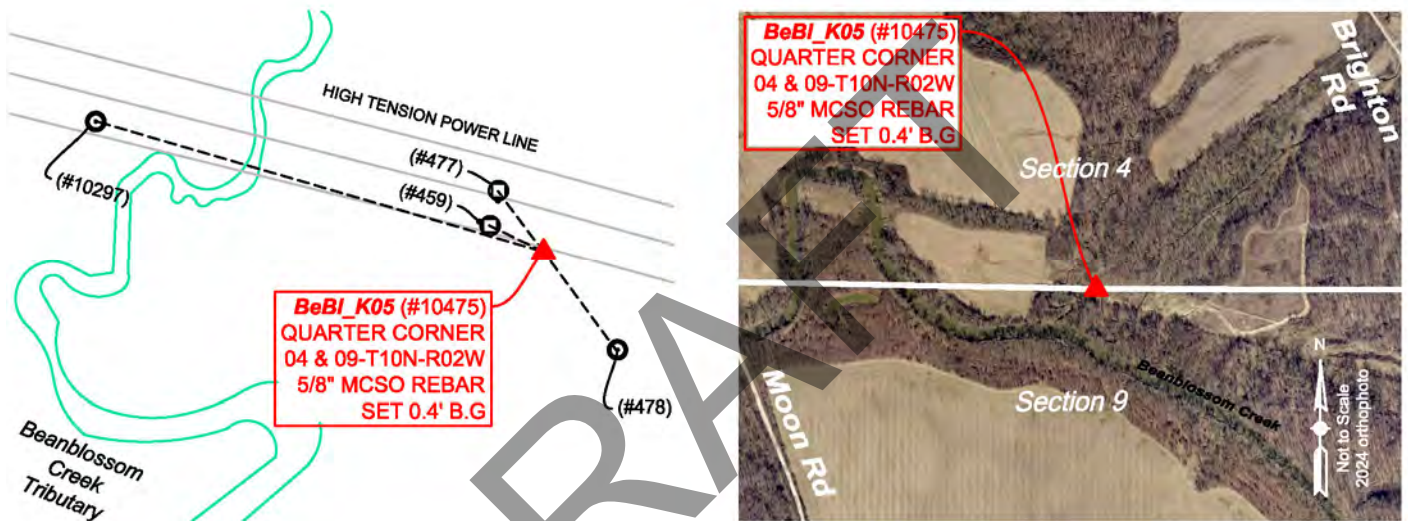 HIGH TENSION POWER LINE
(#477)
(#459)
(#10297)
BeBl_K05 (#10475)
QUARTER CORNER
04 & 09-T10N-R02W
5/8" MCSO REBAR
SET 0.4' B.G
(#478)
Beanblossom
Creek
Tributary
BeBl_K05 (#10475)
QUARTER CORNER
04 & 09-T10N-R02W
5/8" MCSO REBAR
SET 0.4' B.G
Brighton
Rd
Section 4
Section 9
Moon Rd
Beanblossom Creek
N
Not to Scale
2024 orthophoto
DRAFT